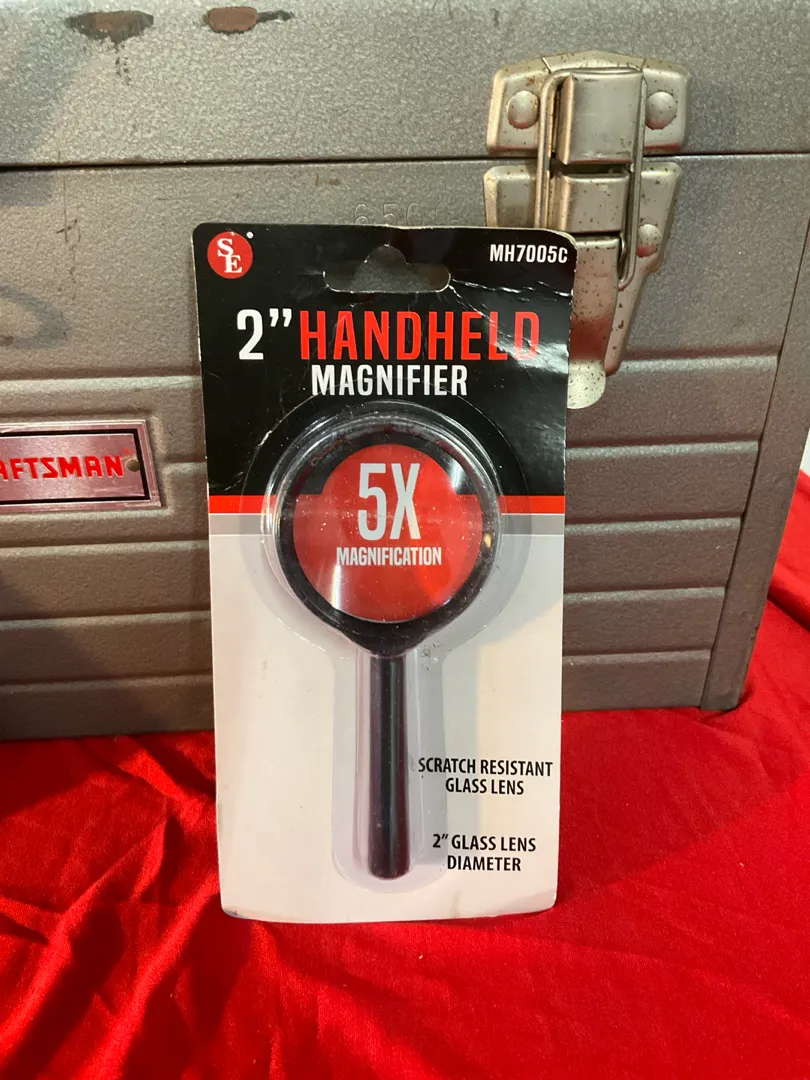 SE
MH7005C
2" HANDHELD
MAGNIFIER
AFTSMAN
5X
MAGNIFICATION
SCRATCH RESISTANT
GLASS LENS
2" GLASS LENS
DIAMETER